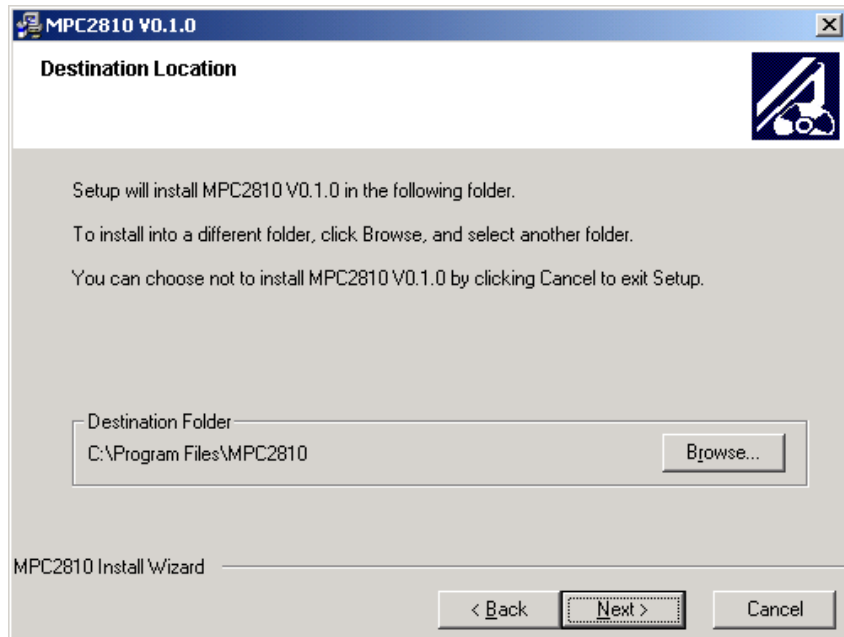 MPC2810 V0.1.0
Destination Location
Setup will install MPC2810 V0.1.0 in the following folder.
To install into a different folder, click Browse, and select another folder.
You can choose not to install MPC2810 V0.1.0 by clicking Cancel to exit Setup.
Destination Folder
C:\Program Files\MPC2810
Browse...
MPC2810 Install Wizard
< Back
Next >
Cancel